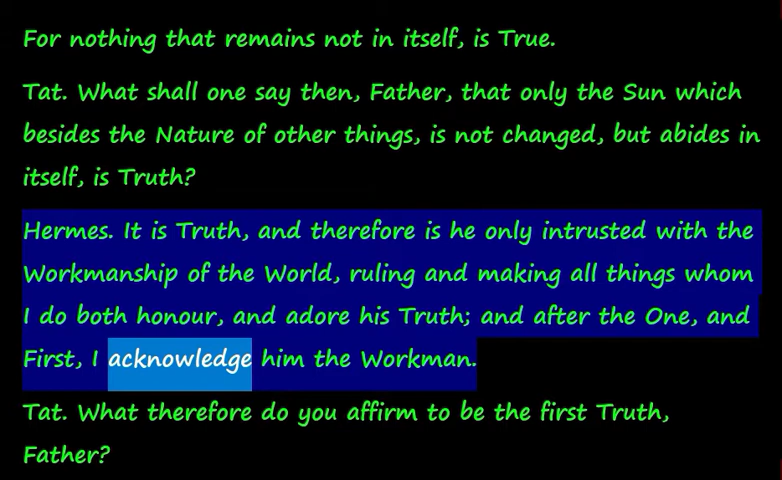 For nothing that remains not in itself, is True.
Tat. What shall one say then, Father, that only the Sun which
besides the Nature of other things, is not changed, but abides in
itself, is Truth?
Hermes. It is Truth, and therefore is he only intrusted with the
Workmanship of the World, ruling and making all things whom
I do both honour, and adore his Truth; and after the One, and
First, I acknowledge him the Workman.
Tat. What therefore do you affirm to be the first Truth,
Father?